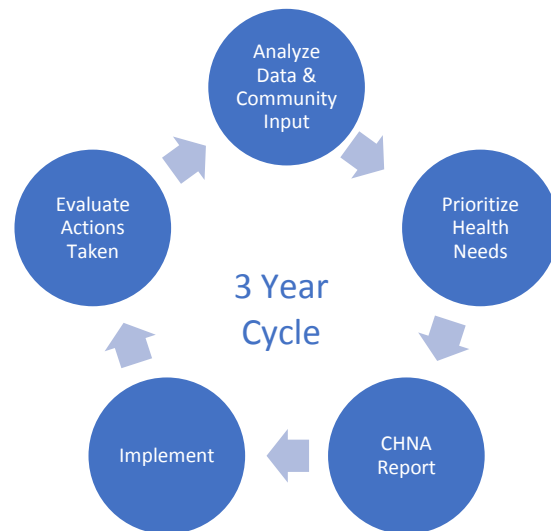 Analyze
Data &
Community
Input
Prioritize
Health
Needs
CHNA
Report
Implement
Evaluate
Actions
Taken
3 Year
Cycle